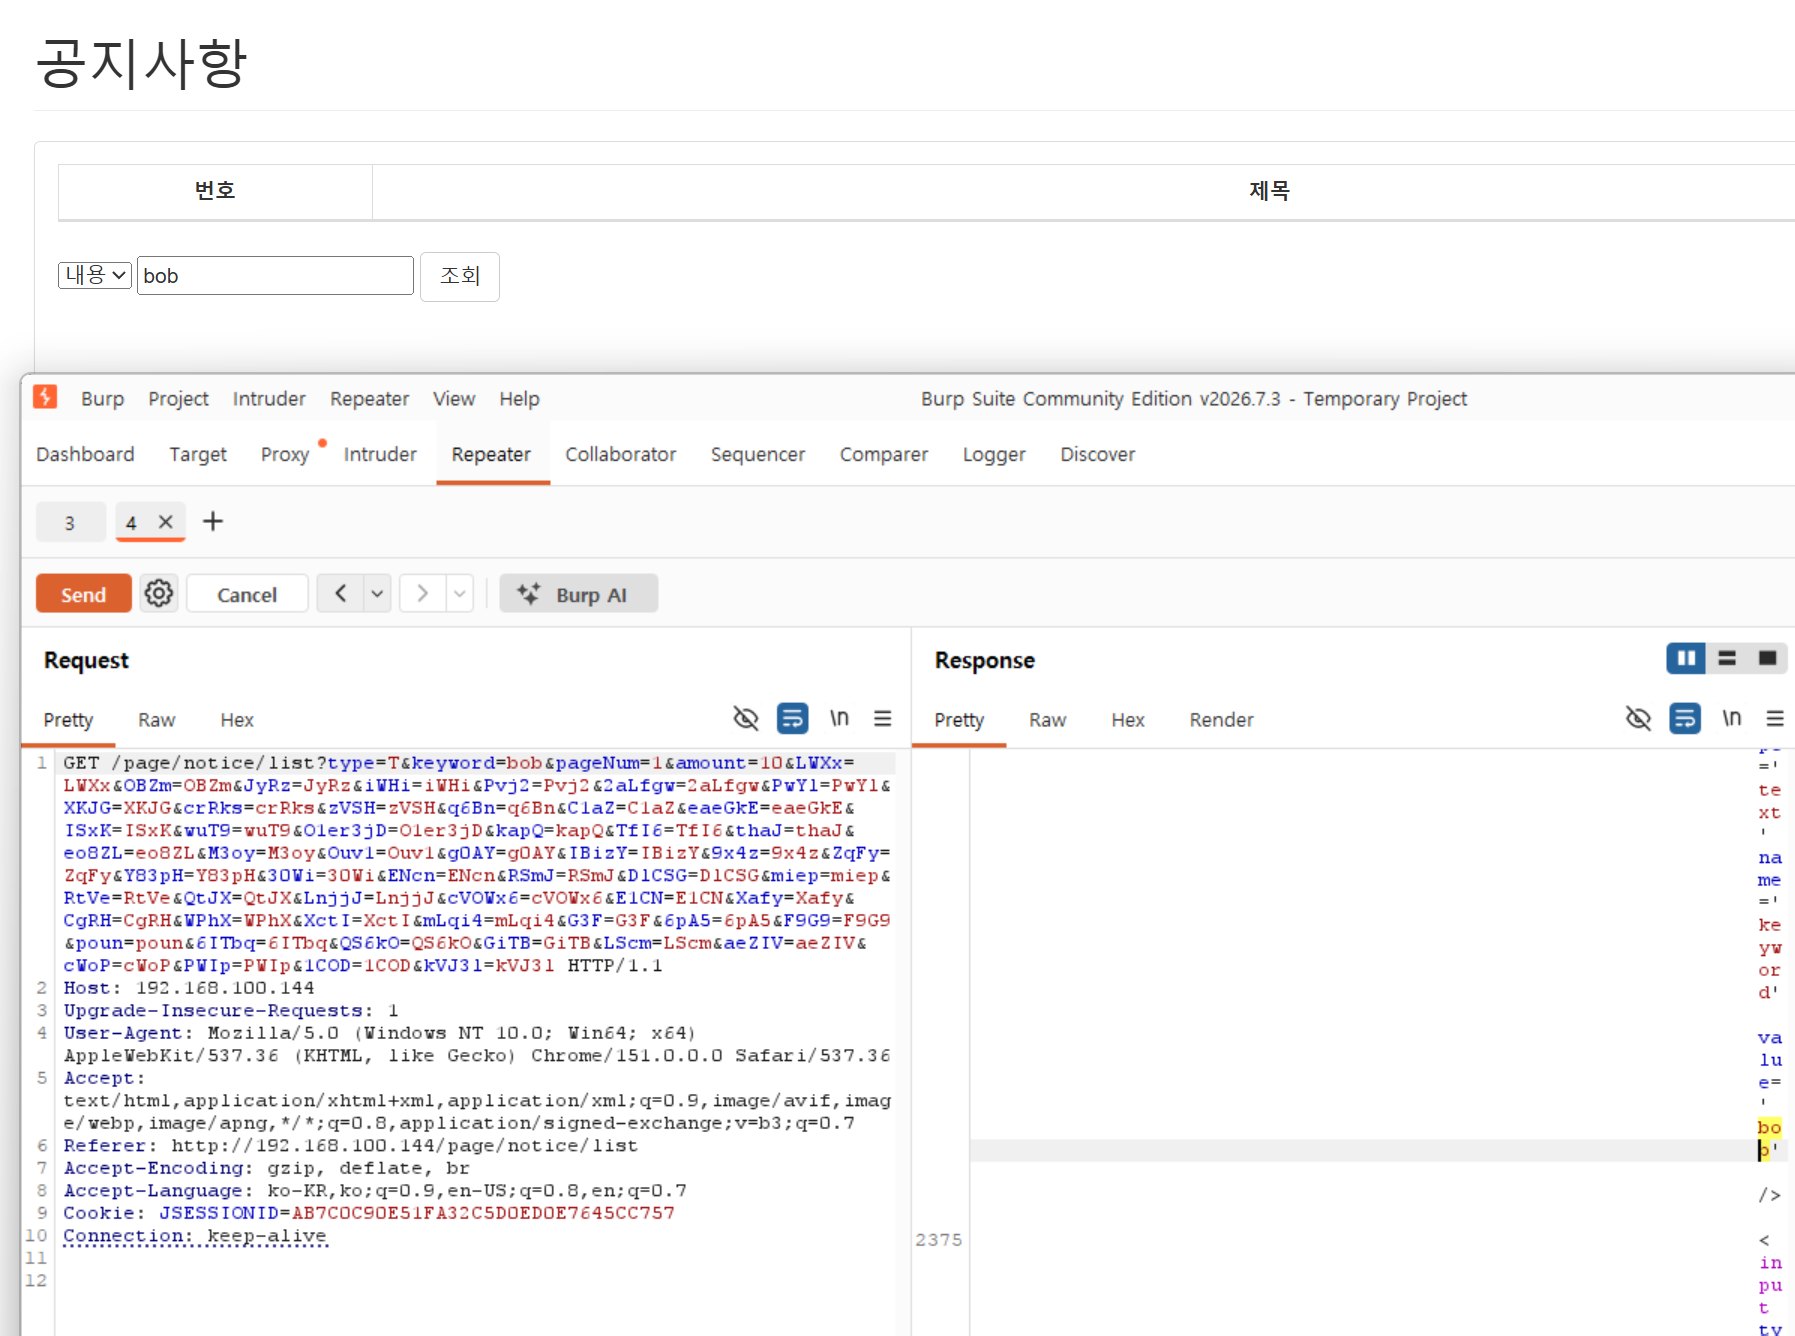 공지사항
번호 제목
내용 bob 조회
Burp Project Intruder Repeater View Help Burp Suite Community Edition v2026.7.3 - Temporary Project
Dashboard Target Proxy Intruder Repeater Collaborator Sequencer Comparer Logger Discover
3 4 +
Send Cancel < > Burp AI
Request
Pretty Raw Hex \n
1 GET /page/notice/list?type=T&keyword=bob&pageNum=1&amount=10&LWXx=
LWXx&OBZm=OBZm&JyRz=JyRz&iWHi=iWHi&Pvj2=Pvj2&2aLfgw=2aLfgw&PwYl=PwYl&
XKJG=XKJG&crRks=crRks&zVSH=zVSH&q6Bn=q6Bn&C1aZ=C1aZ&eaeGkE=eaeGkE&
ISxK=ISxK&wuT9=wuT9&O1er3jD=O1er3jD&kapQ=kapQ&TfI6=TfI6&thaJ=thaJ&
eo8ZL=eo8ZL&M3oy=M3oy&Ouv1=Ouv1&g0AY=g0AY&IBizY=IBizY&9x4z=9x4z&ZqFy=
ZqFy&Y83pH=Y83pH&30Wi=30Wi&ENcn=ENcn&RSmJ=RSmJ&DlCSG=DlCSG&miep=miep&
RtVe=RtVe&QtJX=QtJX&LnjjJ=LnjjJ&cVOWx6=cVOWx6&E1CN=E1CN&Xafy=Xafy&
CgRH=CgRH&WPhX=WPhX&XctI=XctI&mLqi4=mLqi4&G3F=G3F&6pA5=6pA5&F9G9=F9G9
&poun=poun&6ITbq=6ITbq&QS6kO=QS6kO&GiTB=GiTB&LScm=LScm&aeZIV=aeZIV&
cWoP=cWoP&PWIp=PWIp&1COD=1COD&kVJ3l=kVJ3l HTTP/1.1
2 Host: 192.168.100.144
3 Upgrade-Insecure-Requests: 1
4 User-Agent: Mozilla/5.0 (Windows NT 10.0; Win64; x64)
AppleWebKit/537.36 (KHTML, like Gecko) Chrome/151.0.0.0 Safari/537.36
5 Accept:
text/html,application/xhtml+xml,application/xml;q=0.9,image/avif,imag
e/webp,image/apng,*/*;q=0.8,application/signed-exchange;v=b3;q=0.7
6 Referer: http://192.168.100.144/page/notice/list
7 Accept-Encoding: gzip, deflate, br
8 Accept-Language: ko-KR,ko;q=0.9,en-US;q=0.8,en;q=0.7
9 Cookie: JSESSIONID=AB7C0C90E51FA32C5D0ED0E7645CC757
10 Connection: keep-alive
11
12
Response
Pretty Raw Hex Render \n
='
te
xt
'
na
me
='
ke
yw
or
d'
va
lu
e=
'
bo
b'
/>
2375 <
in
pu
t
ty